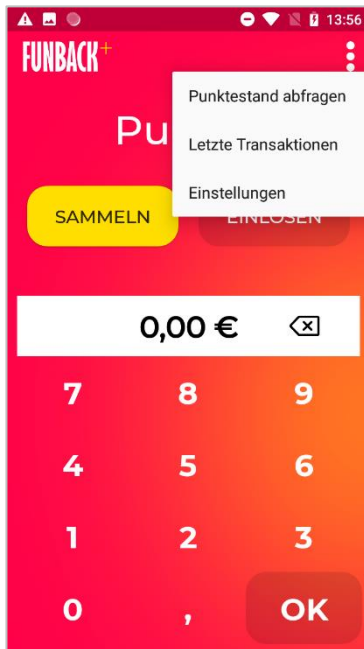 13:56
FUNBACK+
Punktestand abfragen
Pu
Letzte Transaktionen
Einstellungen
SAMMELN
EINLÖSEN
0,00 €
7 8 9
4 5 6
1 2 3
0 , OK